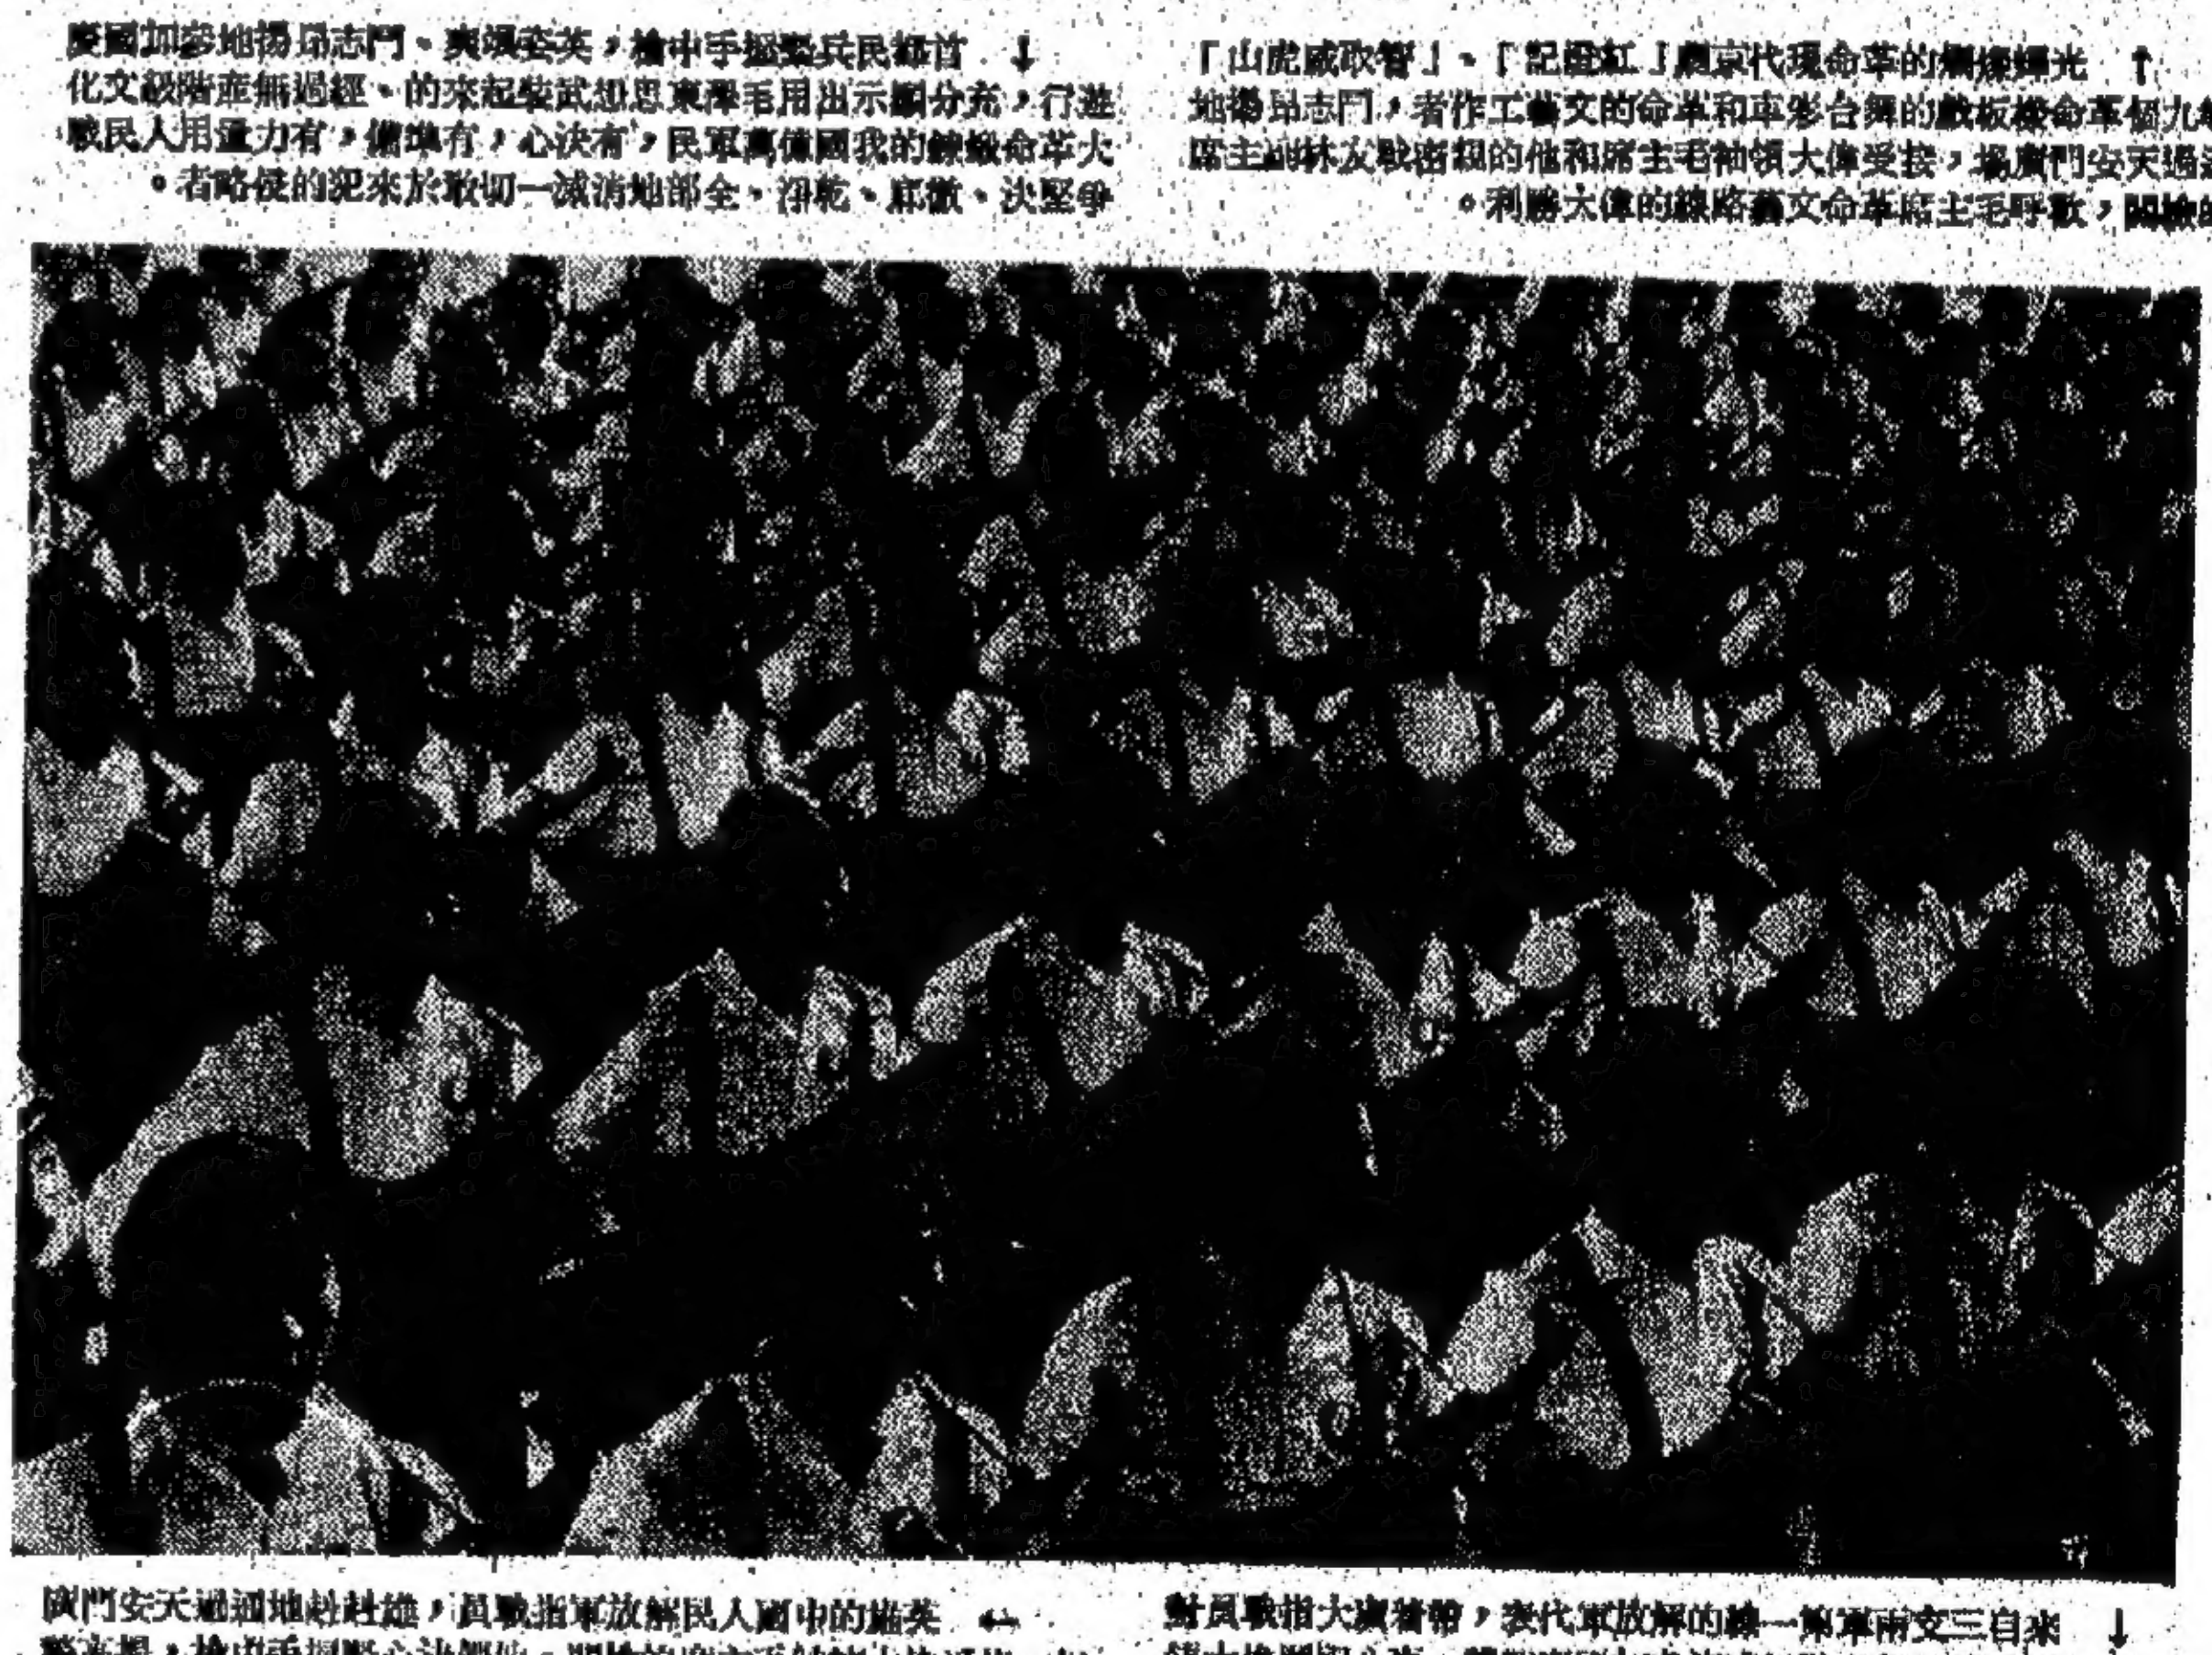 ↑ 光輝燦爛的革命現代京劇「紅燈記」、「智取威虎山」
九個革命樣板戲的舞台彩車和革命的文藝工作者，鬥志昂揚地
過天安門廣場，接受偉大領袖毛主席和他的親密戰友林副主席
的檢閱，歡呼毛主席革命文藝路線的偉大勝利。
↓ 首都民兵緊握手中槍，英姿颯爽、鬥志昂揚地參加國慶
遊行，充分顯示出用毛澤東思想武裝起來的、經過無產階級文化
大革命鍛鍊的我國億萬軍民，有決心，有準備，有力量用人民戰
爭堅決、徹底、乾淨、全部地消滅一切敢於來犯的侵略者。
↓ 來自三支兩軍第一線的解放軍代表，帶着廣大指戰員對
← 英雄的中國人民解放軍指戰員，雄赳赳地通過天安門廣